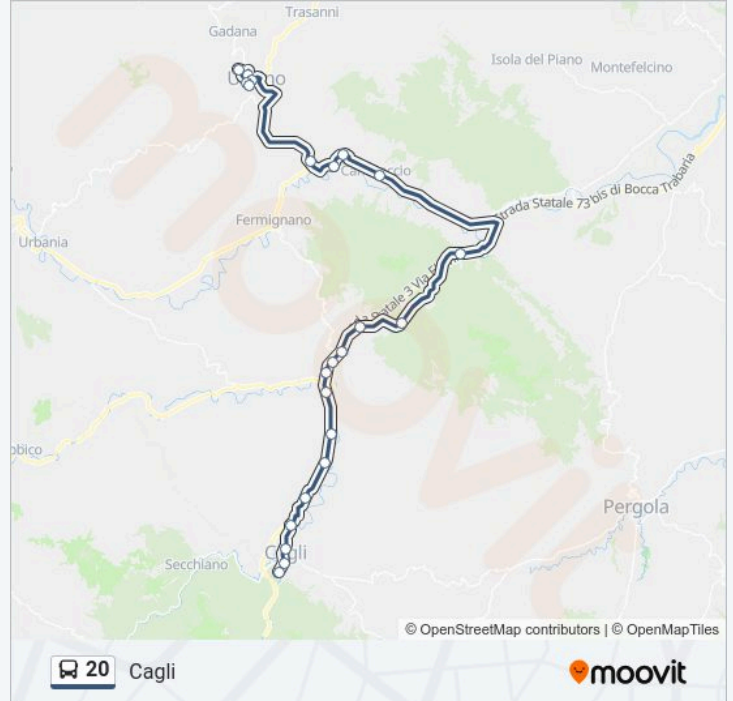 Trasanni
Gadana
Isola del Piano
Montefelcino
Strada Statale 73 bis di Bocca Trabaria
Fermignano
Urbania
Pergola
Cagli
Secchiano
© OpenStreetMap contributors | © OpenMapTiles
20 Cagli
moovit